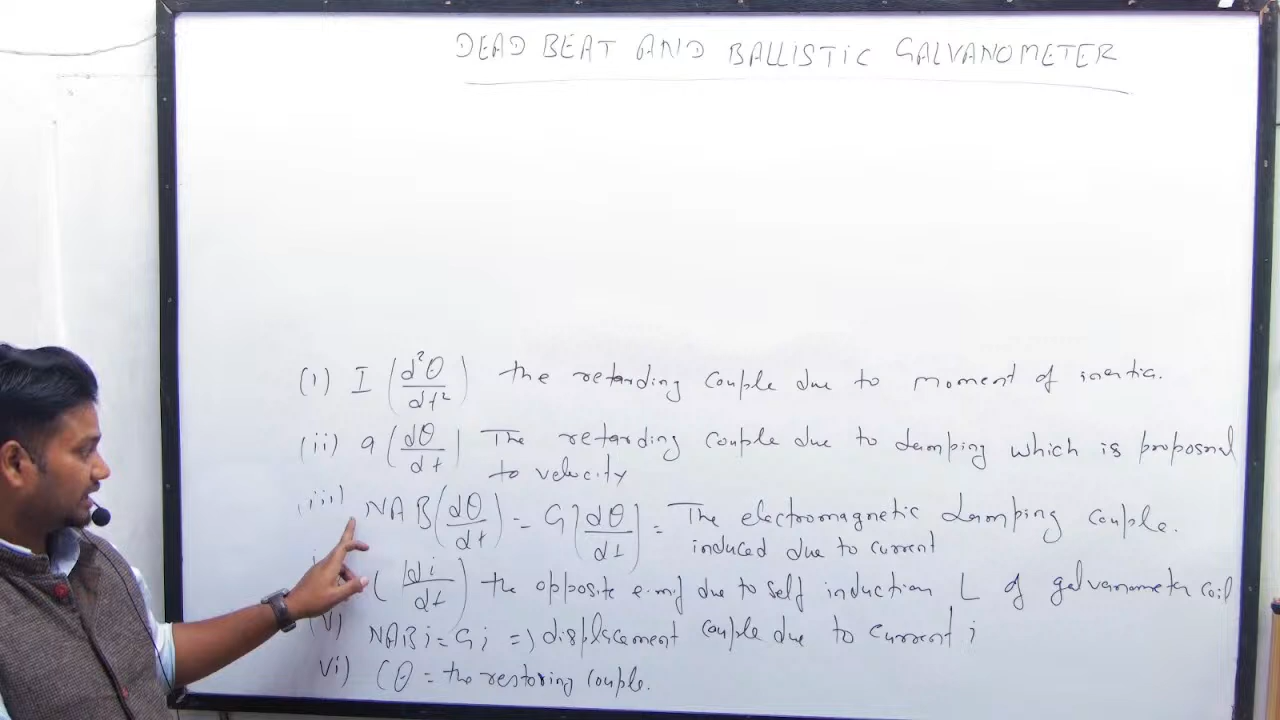 DEAD BEAT AND BALLISTIC GALVANOMETER
(i) I (d²θ/dt²) the retarding couple due to moment of inertia.
(ii) a (dθ/dt) The retarding couple due to damping which is proposnal
to velocity
(iii) NAB (dθ/dt) = G (dθ/dt) = The electromagnetic damping couple.
induced due to current
L (di/dt) the opposite e.m.f due to self induction L of galvanometer coil
(v) NABi = Gi => displacement couple due to current i
vi) Cθ = the restoring couple.